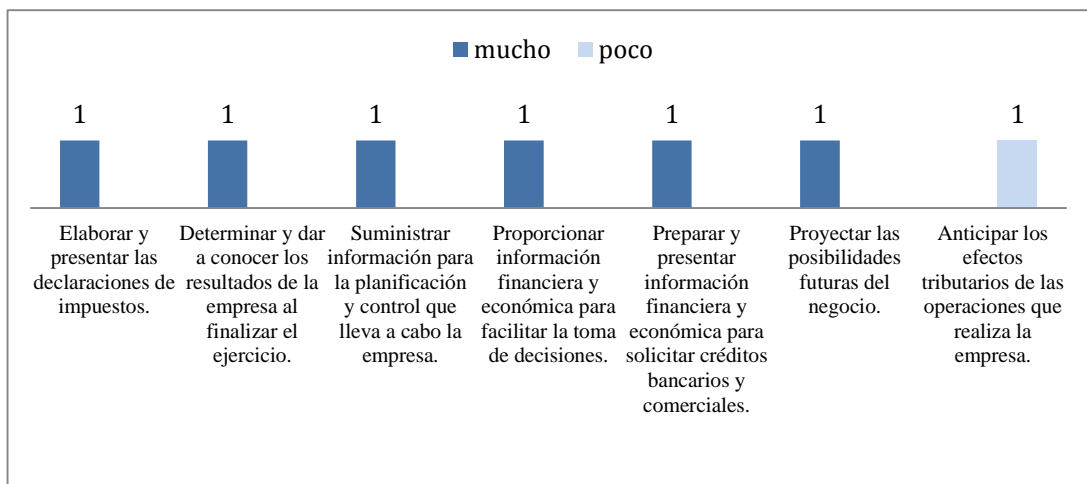 mucho poco
1 1 1 1 1 1 1
Elaborar y
presentar las
declaraciones de
impuestos.
Determinar y dar
a conocer los
resultados de la
empresa al
finalizar el
ejercicio.
Suministrar
información para
la planificación
y control que
lleva a cabo la
empresa.
Proporcionar
información
financiera y
económica para
facilitar la toma
de decisiones.
Preparar y
presentar
información
financiera y
económica para
solicitar créditos
bancarios y
comerciales.
Proyectar las
posibilidades
futuras del
negocio.
Anticipar los
efectos
tributarios de las
operaciones que
realiza la
empresa.